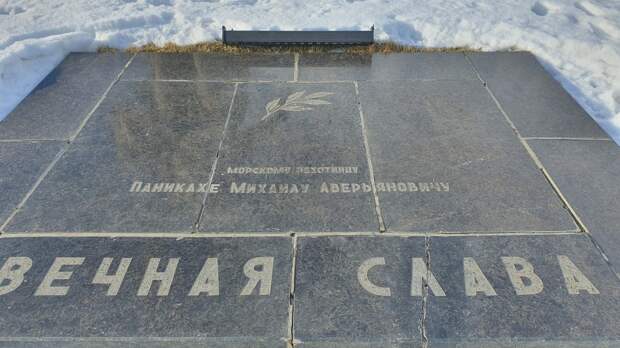 морскому пехотинцу
Паникахе Михаилу Аверьяновичу
ВЕЧНАЯ СЛАВА